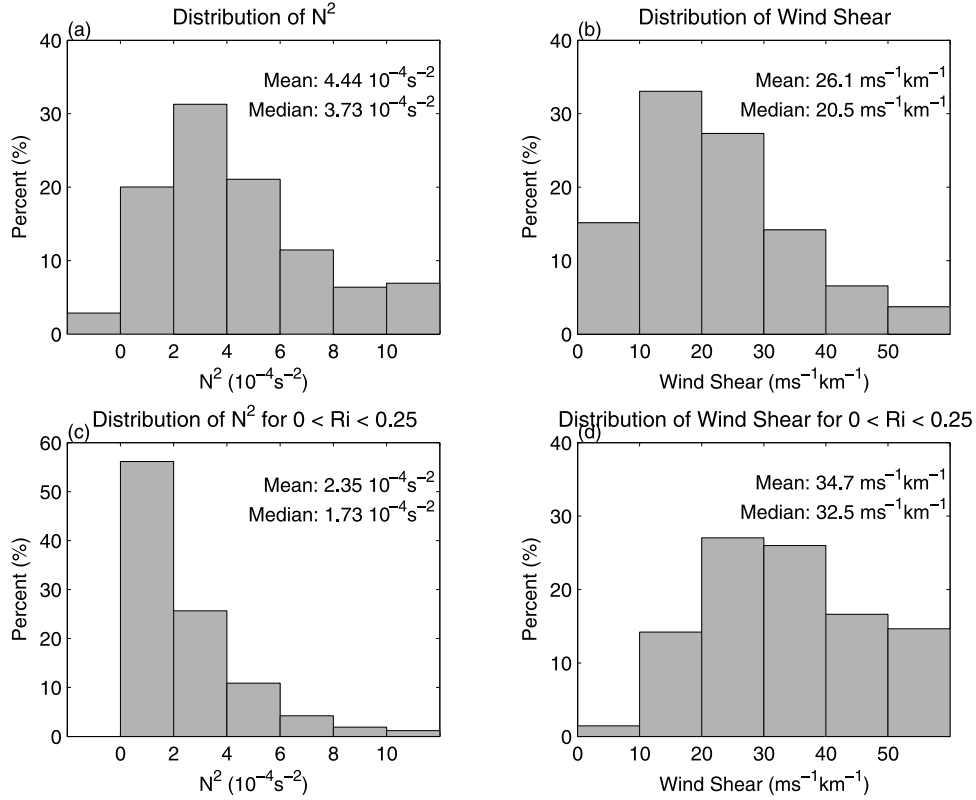 (a)
Distribution of N²
40
30
20
10
0
Percent (%)
Mean: 4.44 10⁻⁴s⁻²
Median: 3.73 10⁻⁴s⁻²
0 2 4 6 8 10
N² (10⁻⁴s⁻²)
(b)
Distribution of Wind Shear
40
30
20
10
0
Percent (%)
Mean: 26.1 ms⁻¹km⁻¹
Median: 20.5 ms⁻¹km⁻¹
0 10 20 30 40 50
Wind Shear (ms⁻¹km⁻¹)
Distribution of N² for 0 < Ri < 0.25
(c)
60
50
40
30
20
10
0
Percent (%)
Mean: 2.35 10⁻⁴s⁻²
Median: 1.73 10⁻⁴s⁻²
0 2 4 6 8 10
N² (10⁻⁴s⁻²)
Distribution of Wind Shear for 0 < Ri < 0.25
(d)
40
30
20
10
0
Percent (%)
Mean: 34.7 ms⁻¹km⁻¹
Median: 32.5 ms⁻¹km⁻¹
0 10 20 30 40 50
Wind Shear (ms⁻¹km⁻¹)